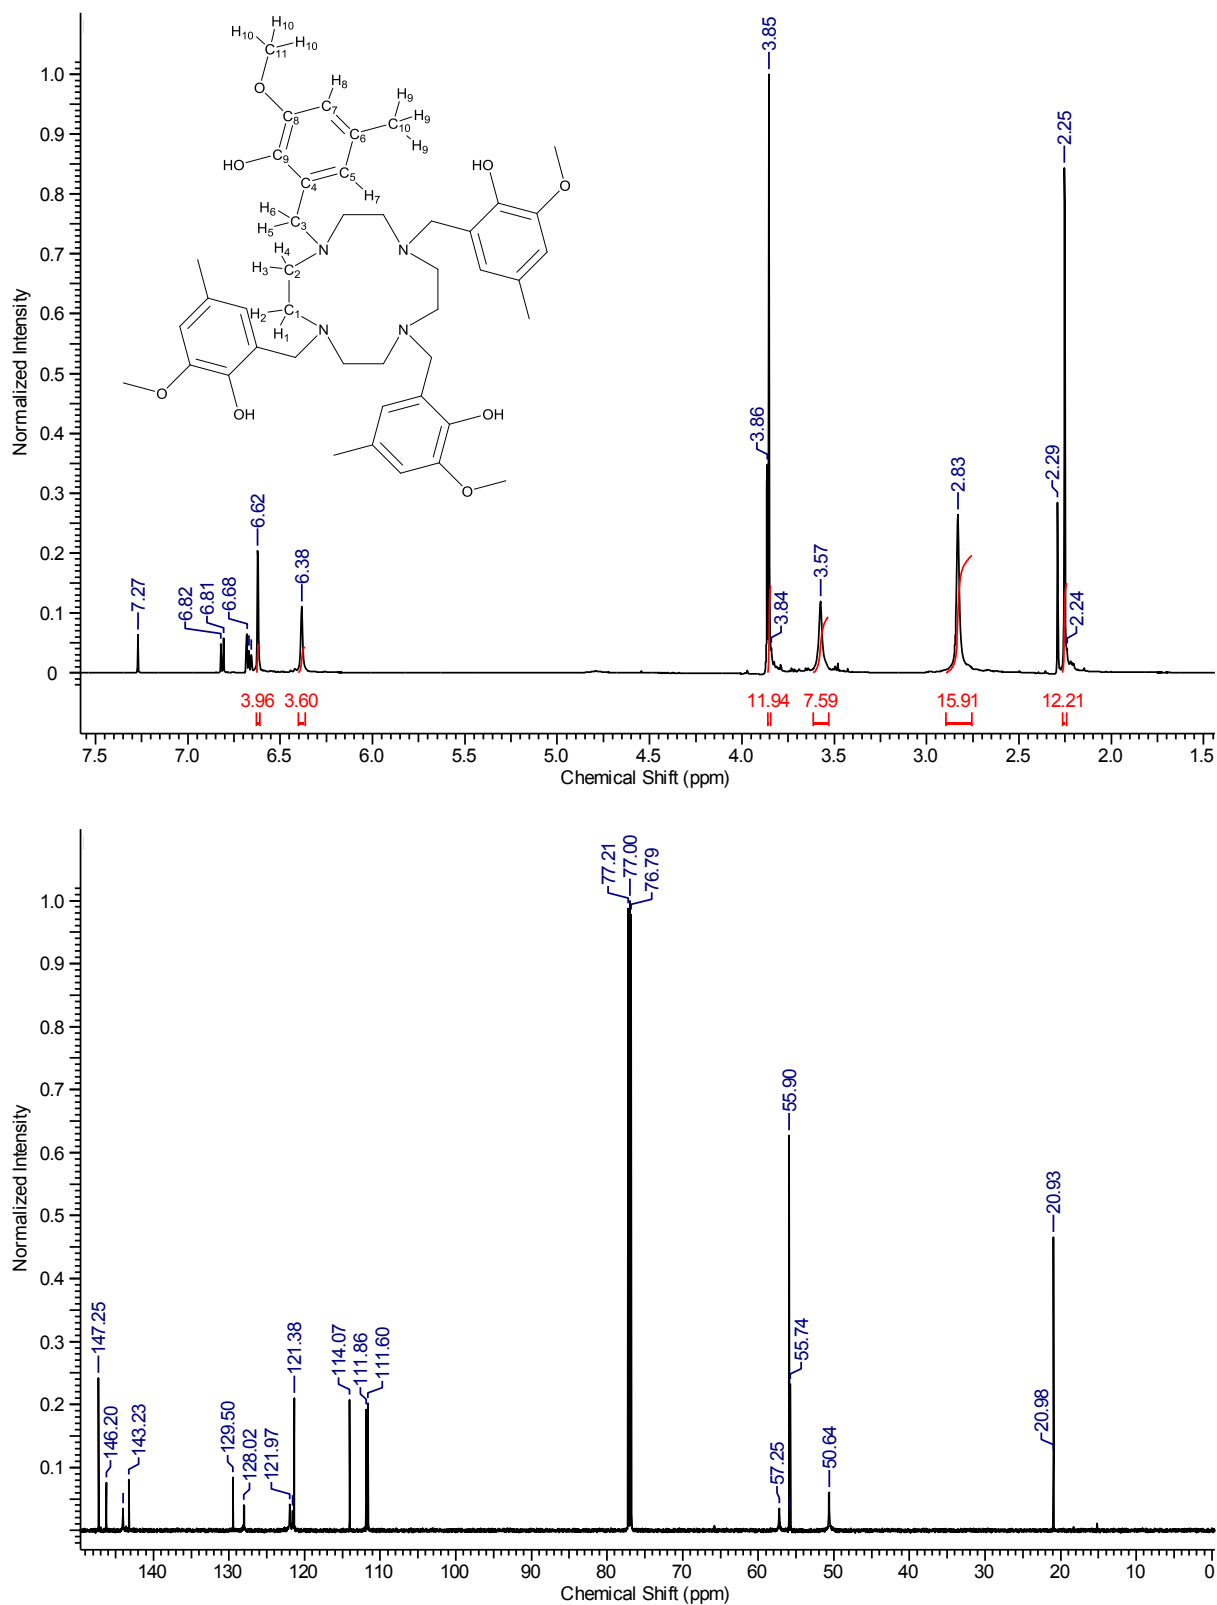 H10
H10
H10
C11
O
H8
C8
C7
H9
H9
C10
H9
C6
HO
C9
C4
C5
H7
H6
H5
C3
HO
O
H4
H3
C2
N
N
H2
C1
H1
N
N
O
OH
OH
O
3.85
2.25
3.86
2.29
2.83
6.62
6.38
3.57
3.84
2.24
7.27
6.82
6.81
6.68
1.0
0.9
0.8
0.7
0.6
0.5
0.4
0.3
0.2
0.1
0
Normalized Intensity
3.96 3.60 11.94 7.59 15.91 12.21
7.5 7.0 6.5 6.0 5.5 5.0 4.5 4.0 3.5 3.0 2.5 2.0 1.5
Chemical Shift (ppm)
77.21
77.00
76.79
55.90
55.74
20.93
20.98
147.25
146.20
143.23
129.50
128.02
121.97
121.38
114.07
111.86
111.60
57.25
50.64
1.0
0.9
0.8
0.7
0.6
0.5
0.4
0.3
0.2
0.1
Normalized Intensity
140 130 120 110 100 90 80 70 60 50 40 30 20 10 0
Chemical Shift (ppm)